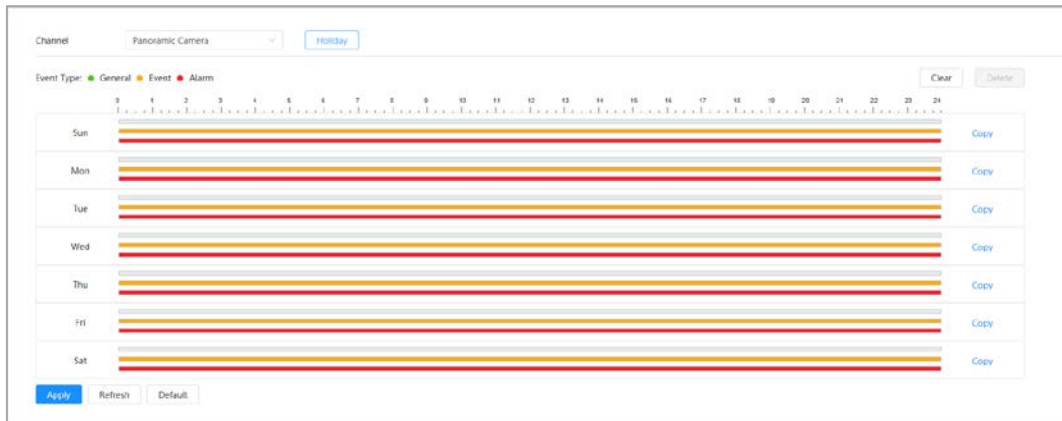 Channel Panoramic Camera Holiday
Event Type: General Event Alarm Clear Delete
0 1 2 3 4 5 6 7 8 9 10 11 12 13 14 15 16 17 18 19 20 21 22 23 24
Sun Copy
Mon Copy
Tue Copy
Wed Copy
Thu Copy
Fri Copy
Sat Copy
Apply Refresh Default